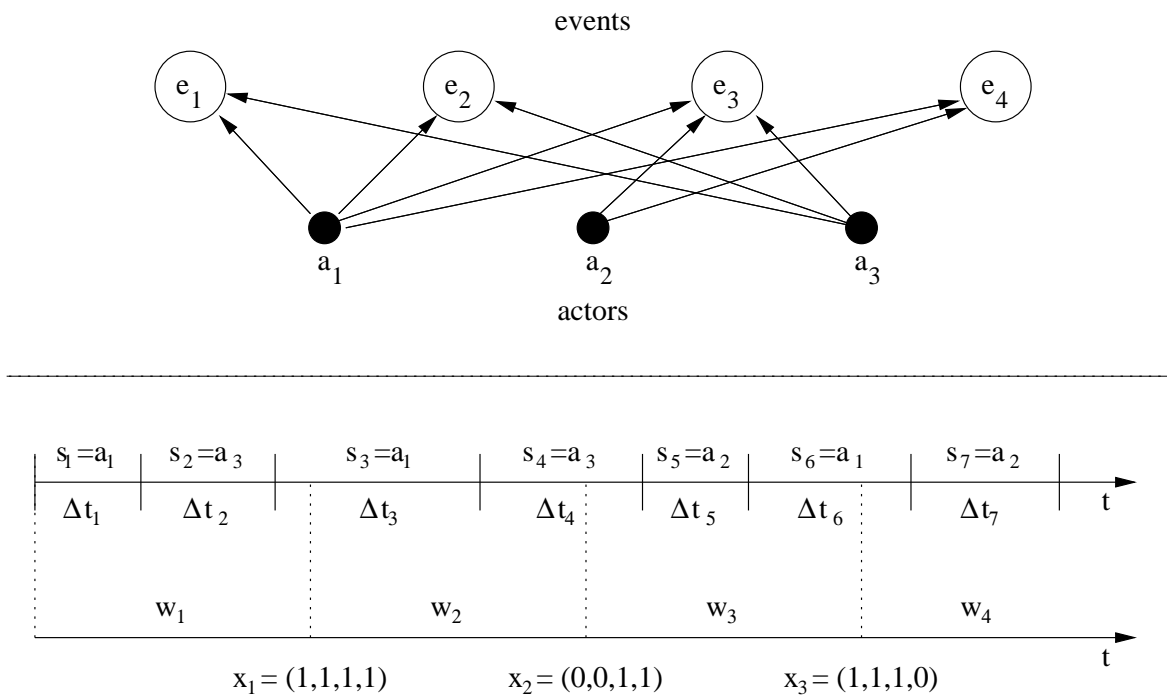 events
e₁ e₂ e₃ e₄
a₁ a₂ a₃
actors
s₁=a₁ s₂=a₃ s₃=a₁ s₄=a₃ s₅=a₂ s₆=a₁ s₇=a₂
Δt₁ Δt₂ Δt₃ Δt₄ Δt₅ Δt₆ Δt₇ t
w₁ w₂ w₃ w₄
t
x₁= (1,1,1,1) x₂= (0,0,1,1) x₃= (1,1,1,0)